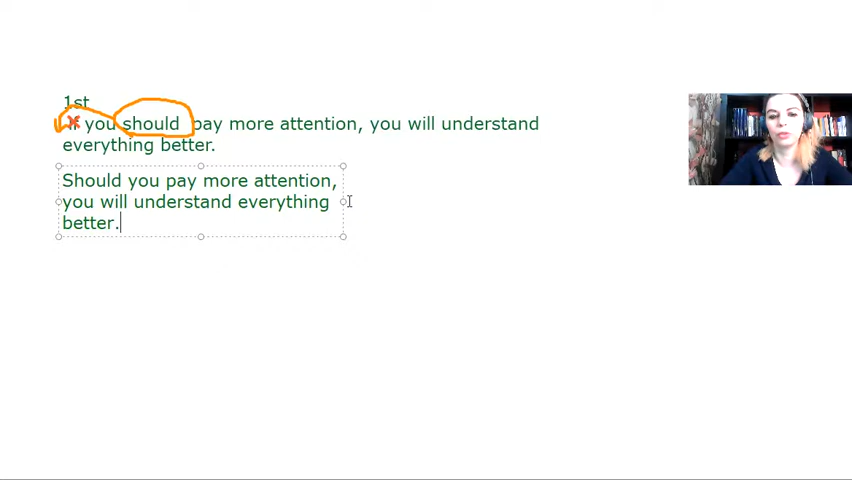 1st
If you should pay more attention, you will understand
everything better.
Should you pay more attention,
you will understand everything
better.